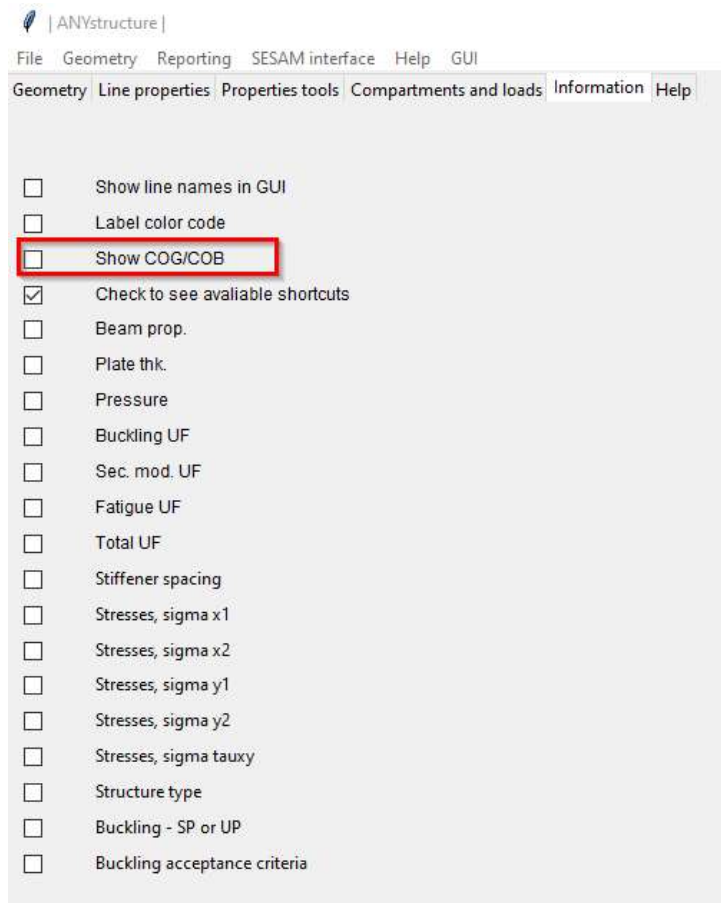 | ANYstructure |
File Geometry Reporting SESAM interface Help GUI
Geometry Line properties Properties tools Compartments and loads Information Help
Show line names in GUI
Label color code
Show COG/COB
Check to see avaliable shortcuts
Beam prop.
Plate thk.
Pressure
Buckling UF
Sec. mod. UF
Fatigue UF
Total UF
Stiffener spacing
Stresses, sigma x1
Stresses, sigma x2
Stresses, sigma y1
Stresses, sigma y2
Stresses, sigma tauxy
Structure type
Buckling - SP or UP
Buckling acceptance criteria